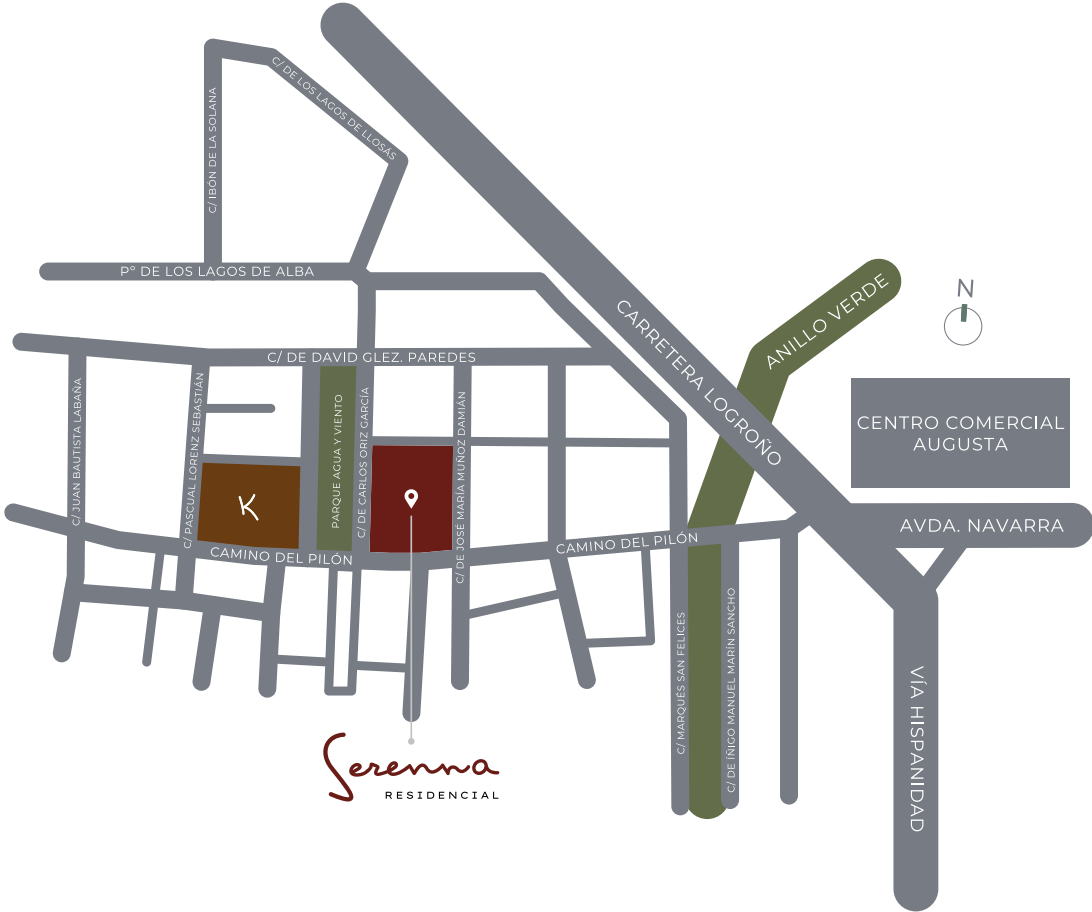 C/ DE LOS LAGOS DE LLOSÁS
C/ IBÓN DE LA SOLANA
Pº DE LOS LAGOS DE ALBA
CARRETERA LOGROÑO
ANILLO VERDE
N
C/ DE DAVID GLEZ. PAREDES
C/ JUAN BAUTISTA LABAÑA
C/ PASCUAL LORENZ SEBASTIÁN
PARQUE AGUA Y VIENTO
C/ DE CARLOS ORIZ GARCÍA
C/ DE JOSÉ MARÍA MUÑOZ DAMIÁN
CENTRO COMERCIAL
AUGUSTA
K
AVDA. NAVARRA
CAMINO DEL PILÓN
CAMINO DEL PILÓN
C/ MARQUÉS SAN FELICES
C/ DE ÍÑIGO MANUEL MARÍN SANCHO
VÍA HISPANIDAD
Serenna
RESIDENCIAL